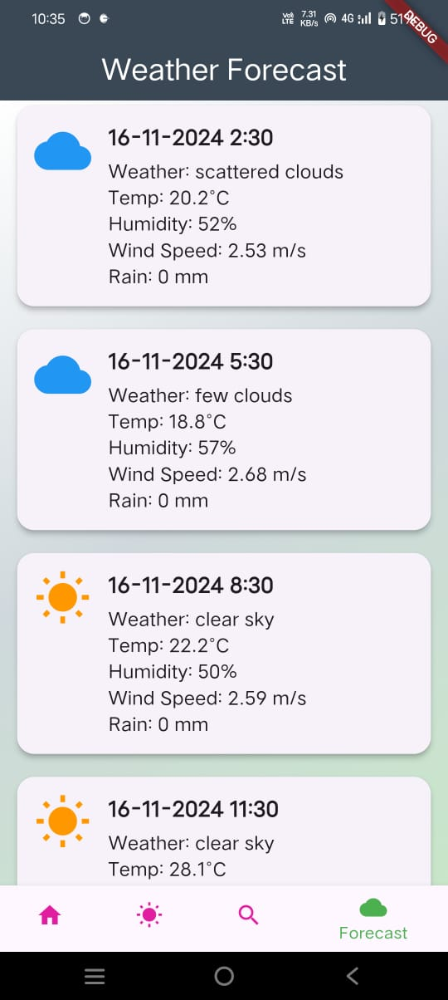 10:35 Vo) LTE 7.31 KB/s 4G 51%
DEBUG
Weather Forecast
16-11-2024 2:30
Weather: scattered clouds
Temp: 20.2°C
Humidity: 52%
Wind Speed: 2.53 m/s
Rain: 0 mm
16-11-2024 5:30
Weather: few clouds
Temp: 18.8°C
Humidity: 57%
Wind Speed: 2.68 m/s
Rain: 0 mm
16-11-2024 8:30
Weather: clear sky
Temp: 22.2°C
Humidity: 50%
Wind Speed: 2.59 m/s
Rain: 0 mm
16-11-2024 11:30
Weather: clear sky
Temp: 28.1°C
Forecast